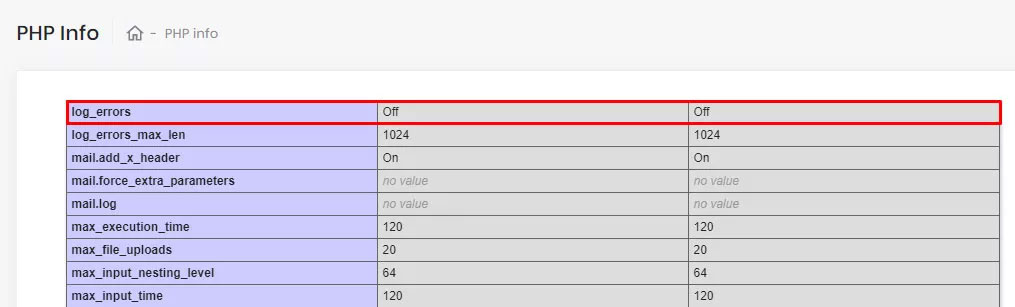 PHP Info - PHP info
log_errors Off Off
log_errors_max_len 1024 1024
mail.add_x_header On On
mail.force_extra_parameters no value no value
mail.log no value no value
max_execution_time 120 120
max_file_uploads 20 20
max_input_nesting_level 64 64
max_input_time 120 120